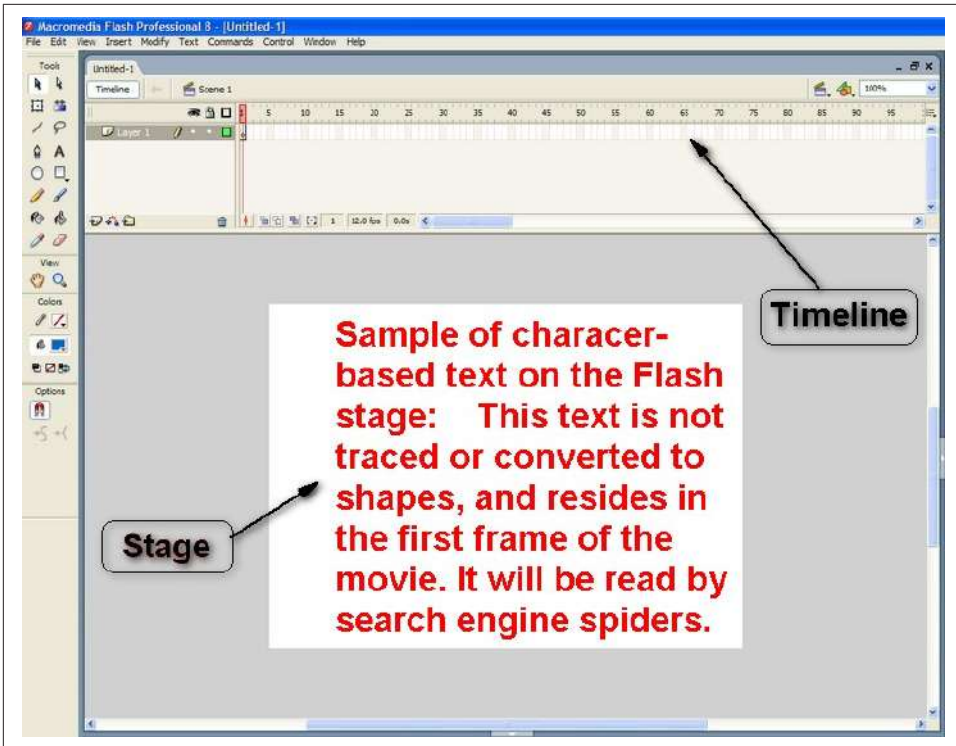 Macromedia Flash Professional 8 - [Untitled-1]
File Edit View Insert Modify Text Commands Control Window Help
Tools
Untitled-1
Timeline
Scene 1
100%
5 10 15 20 25 30 35 40 45 50 55 60 65 70 75 80 85 90 95
Layer 1
1 12.0 fps 0.0s
View
Colors
Options
Timeline
Sample of characer-
based text on the Flash
stage: This text is not
traced or converted to
shapes, and resides in
the first frame of the
movie. It will be read by
search engine spiders.
Stage